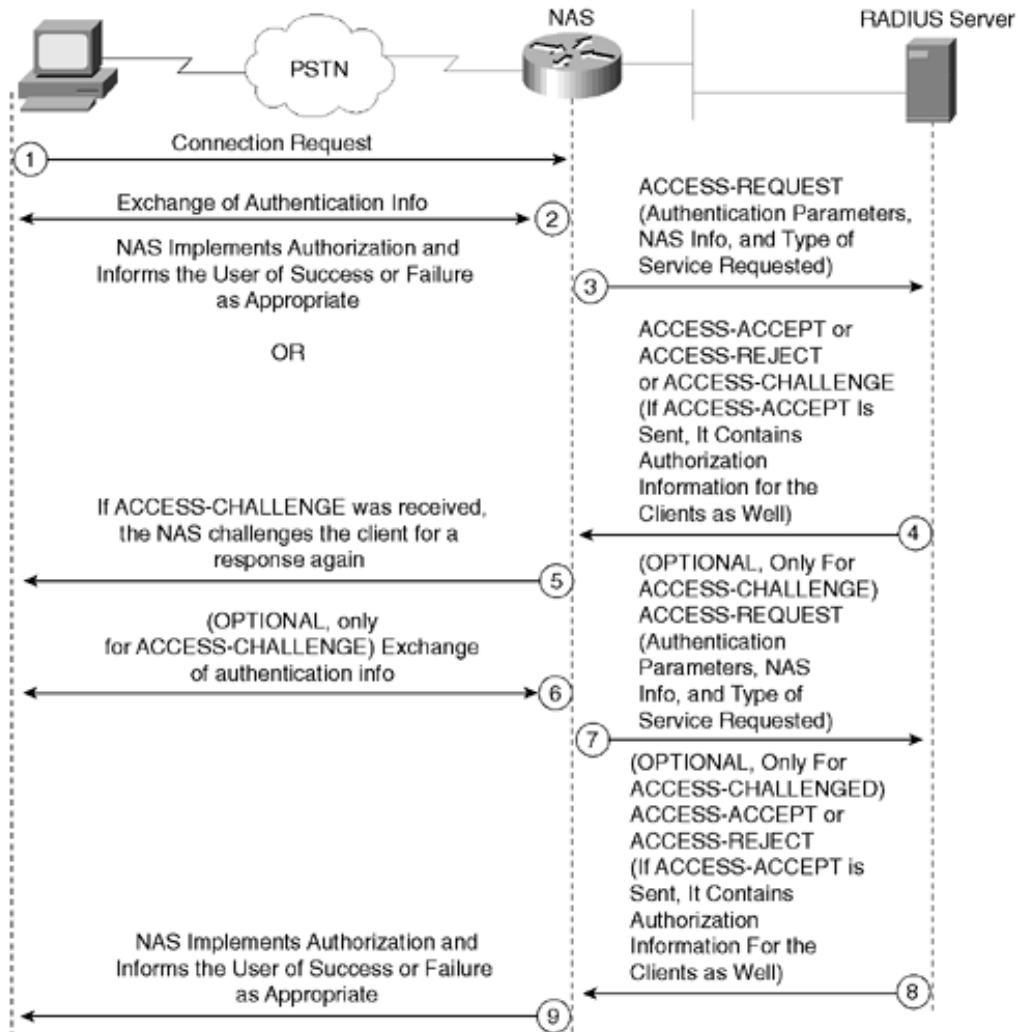 NAS
RADIUS Server
PSTN
Connection Request
1
Exchange of Authentication Info
2
NAS Implements Authorization and
Informs the User of Success or Failure
as Appropriate
OR
ACCESS-REQUEST
(Authentication Parameters,
NAS Info, and Type of
Service Requested)
3
ACCESS-ACCEPT or
ACCESS-REJECT
or ACCESS-CHALLENGE
(If ACCESS-ACCEPT Is
Sent, It Contains
Authorization
Information for the
Clients as Well)
4
If ACCESS-CHALLENGE was received,
the NAS challenges the client for a
response again
5
(OPTIONAL, only
for ACCESS-CHALLENGE) Exchange
of authentication info
6
(OPTIONAL, Only For
ACCESS-CHALLENGE)
ACCESS-REQUEST
(Authentication
Parameters, NAS
Info, and Type of
Service Requested)
7
(OPTIONAL, Only For
ACCESS-CHALLENGED)
ACCESS-ACCEPT or
ACCESS-REJECT
(If ACCESS-ACCEPT is
Sent, It Contains
Authorization
Information For the
Clients as Well)
8
NAS Implements Authorization and
Informs the User of Success or Failure
as Appropriate
9